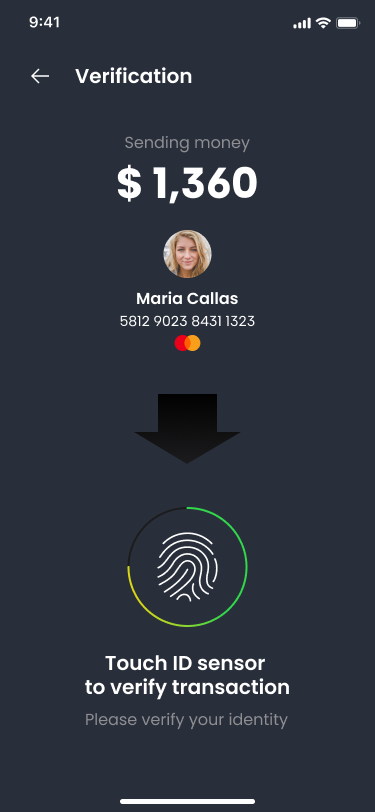 9:41
Verification
Sending money
$ 1,360
Maria Callas
5812 9023 8431 1323
Touch ID sensor
to verify transaction
Please verify your identity